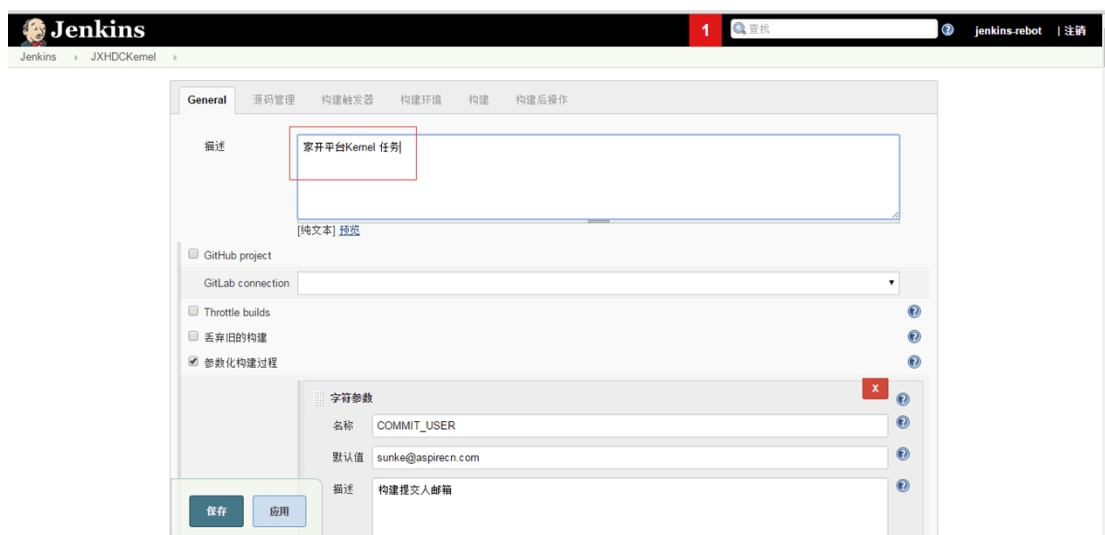 Jenkins
1
查找
jenkins-rebot | 注销
Jenkins JXHDCKernel
General 源码管理 构建触发器 构建环境 构建 构建后操作
描述
家开平台Kernel 任务
[纯文本] 预览
GitHub project
GitLab connection
Throttle builds
丢弃旧的构建
参数化构建过程
X
字符参数
名称 COMMIT_USER
默认值 sunke@aspirecn.com
描述 构建提交人邮箱
保存 应用